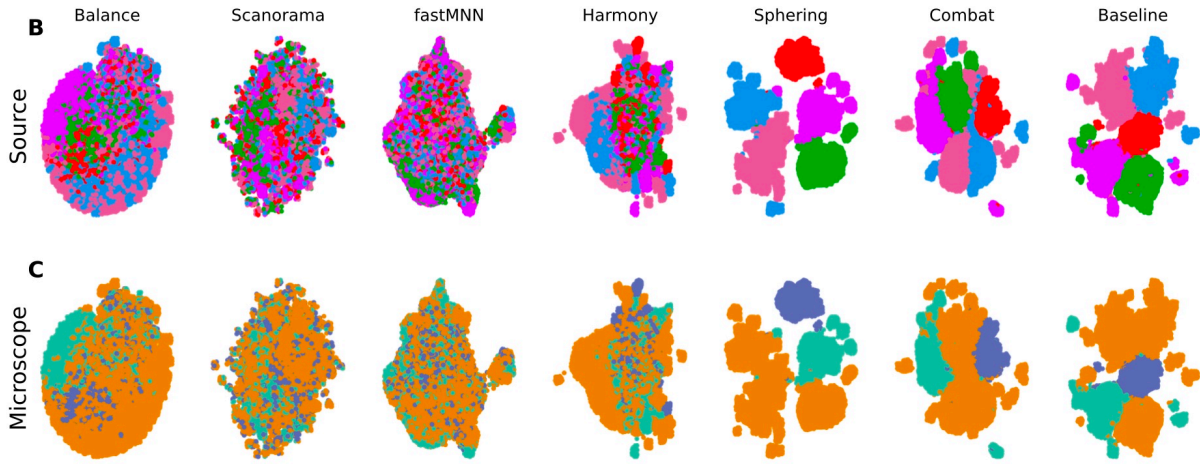 Balance Scanorama fastMNN Harmony Sphering Combat Baseline
B
Source
C
Microscope